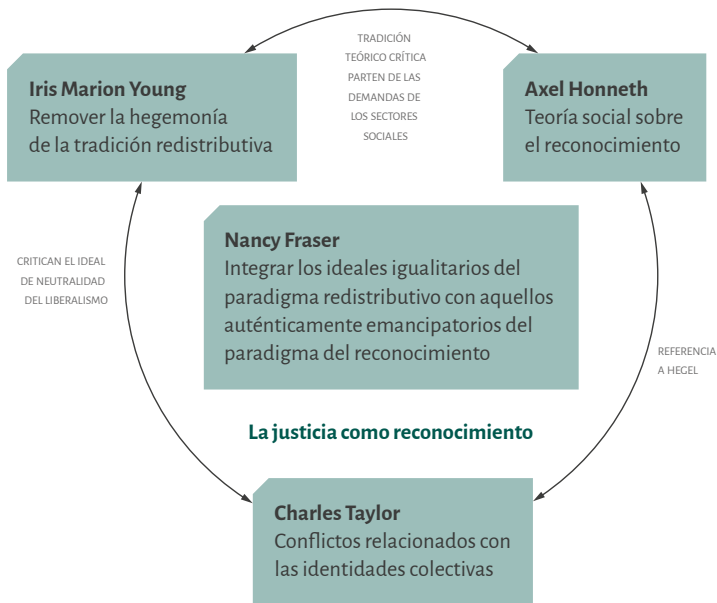 TRADICIÓN
TEÓRICO CRÍTICA
PARTEN DE LAS
DEMANDAS DE
LOS SECTORES
SOCIALES
Iris Marion Young
Remover la hegemonía
de la tradición redistributiva
Axel Honneth
Teoría social sobre
el reconocimiento
Nancy Fraser
Integrar los ideales igualitarios del
paradigma redistributivo con aquellos
auténticamente emancipatorios del
paradigma del reconocimiento
CRITICAN EL IDEAL
DE NEUTRALIDAD
DEL LIBERALISMO
REFERENCIA
A HEGEL
La justicia como reconocimiento
Charles Taylor
Conflictos relacionados con
las identidades colectivas